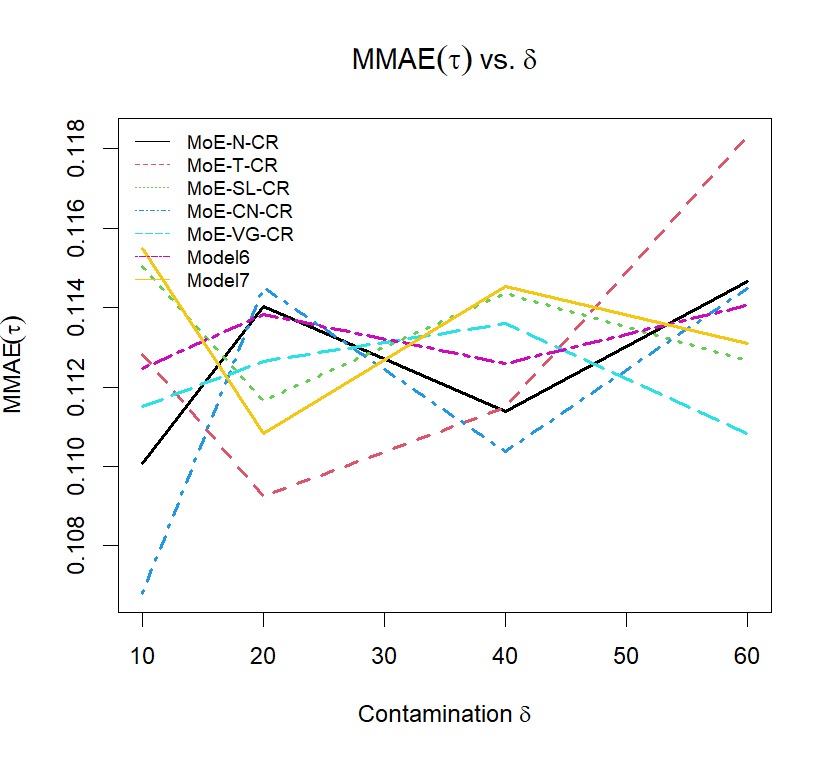 MMAE(τ) vs. δ
MMAE(τ)
0.118
0.116
0.114
0.112
0.110
0.108
MoE-N-CR
MoE-T-CR
MoE-SL-CR
MoE-CN-CR
MoE-VG-CR
Model6
Model7
10 20 30 40 50 60
Contamination δ